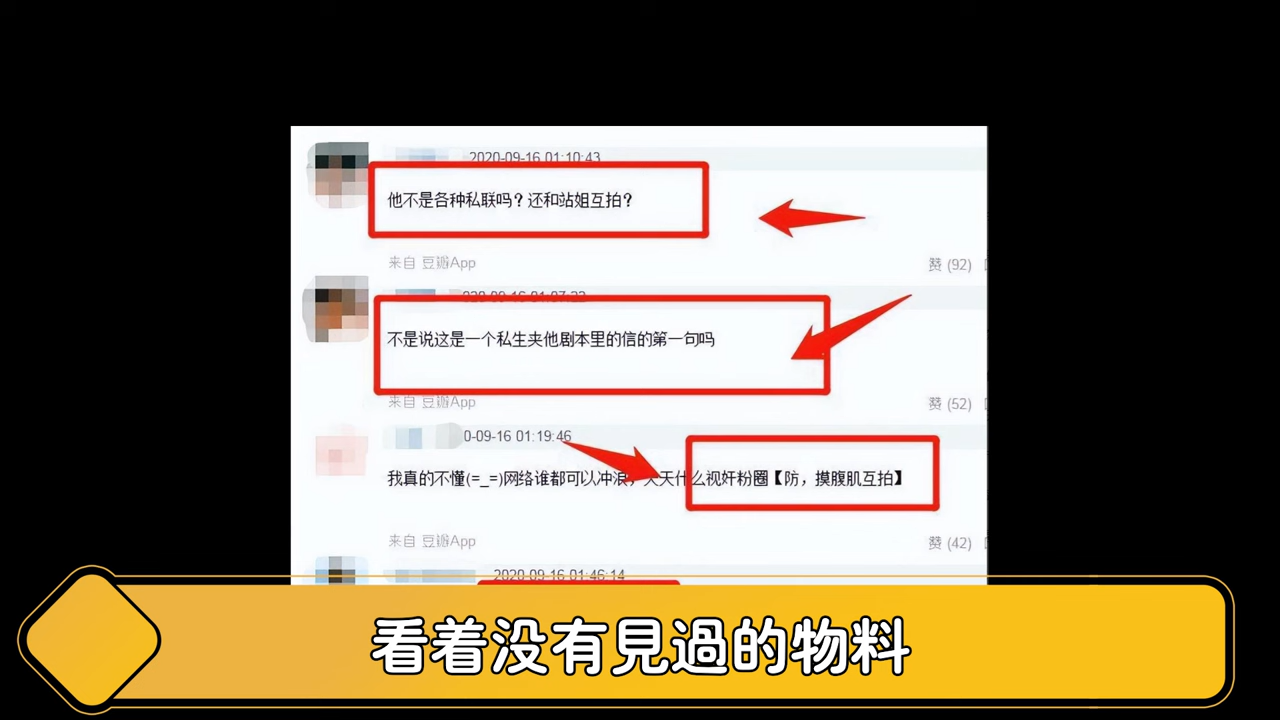 2020-09-16 01:10:43
他不是各种私联吗？还和站姐互拍？
来自 豆瓣App
赞 (92)
020-09-16 01:07:22
不是说这是一个私生夹他剧本里的信的第一句吗
来自 豆瓣App
赞 (52)
0-09-16 01:19:46
我真的不懂(=_=)网络谁都可以冲浪，天天什么视奸粉圈【防，摸腹肌互拍】
来自 豆瓣App
赞 (42)
2020-09-16 01:46:14
看着没有見過的物料